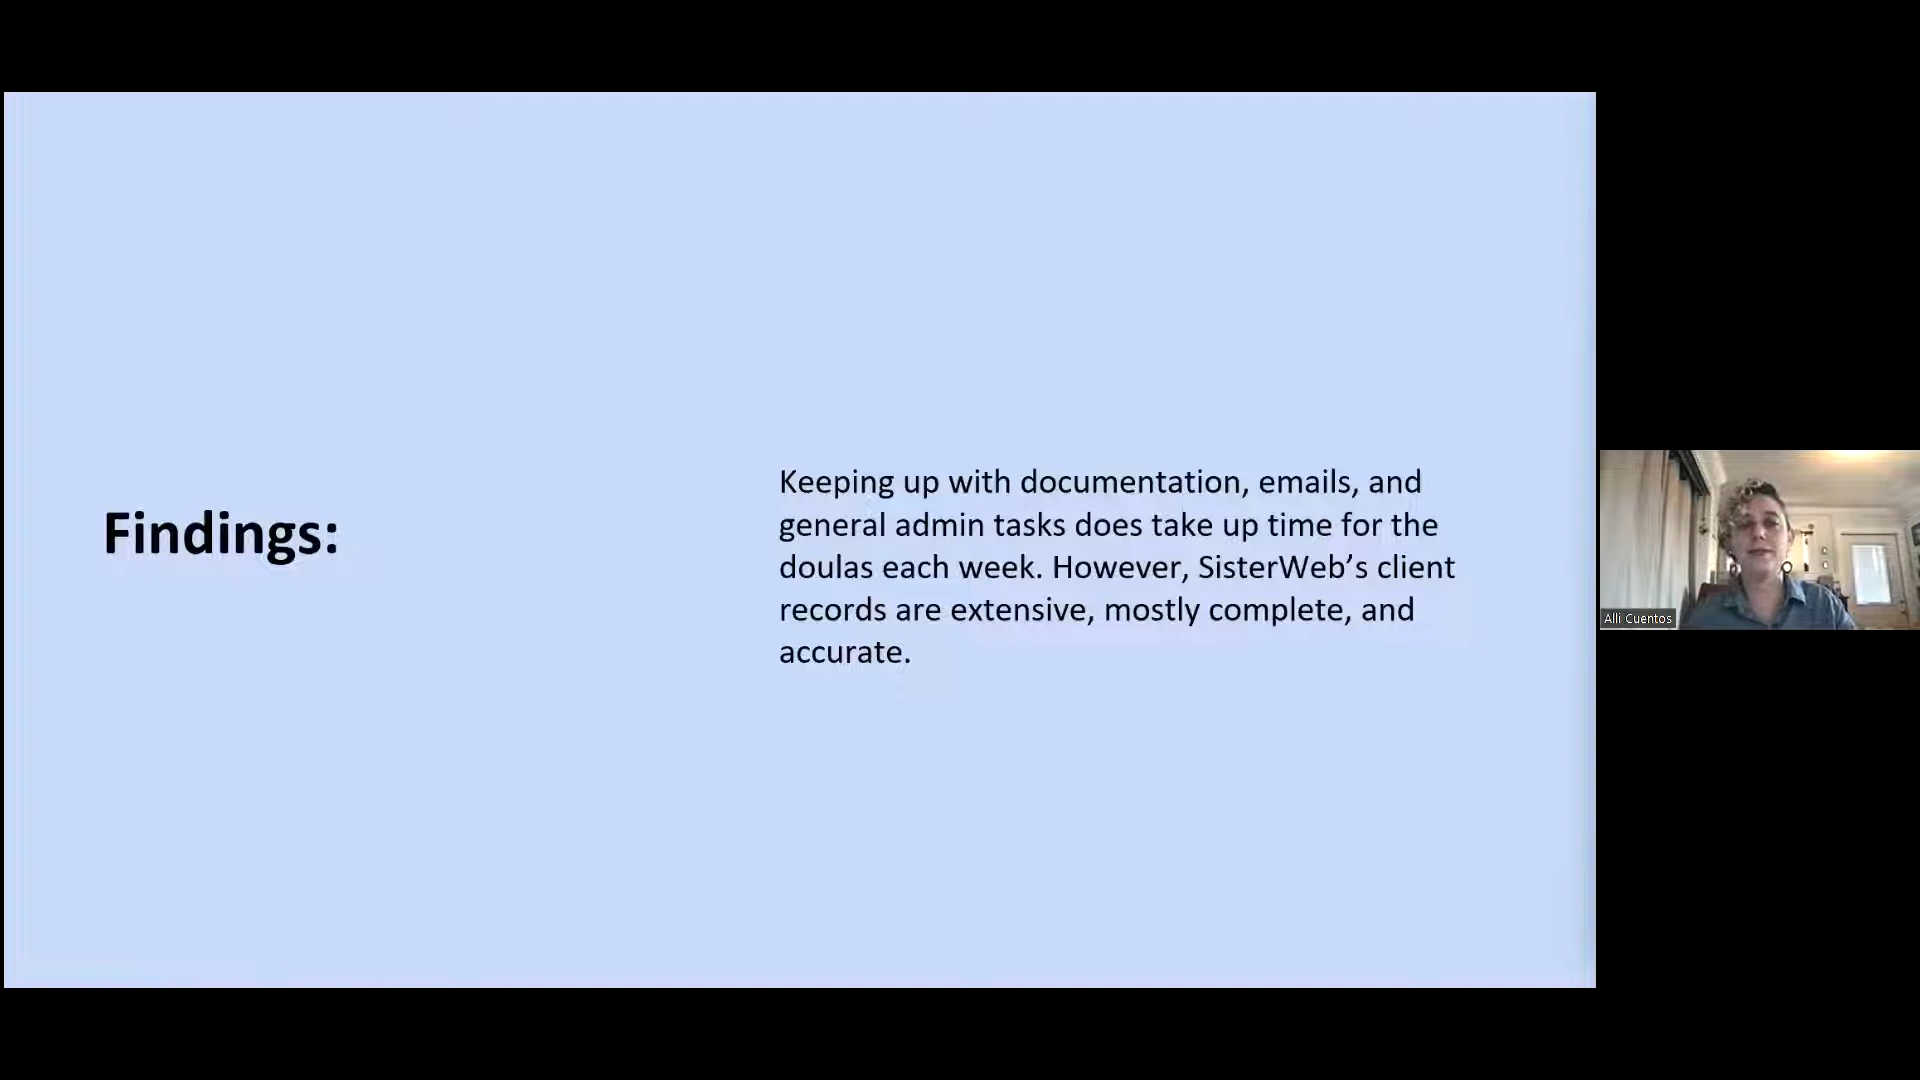 Findings:
Keeping up with documentation, emails, and
general admin tasks does take up time for the
doulas each week. However, SisterWeb’s client
records are extensive, mostly complete, and
accurate.
Alli Cuentos